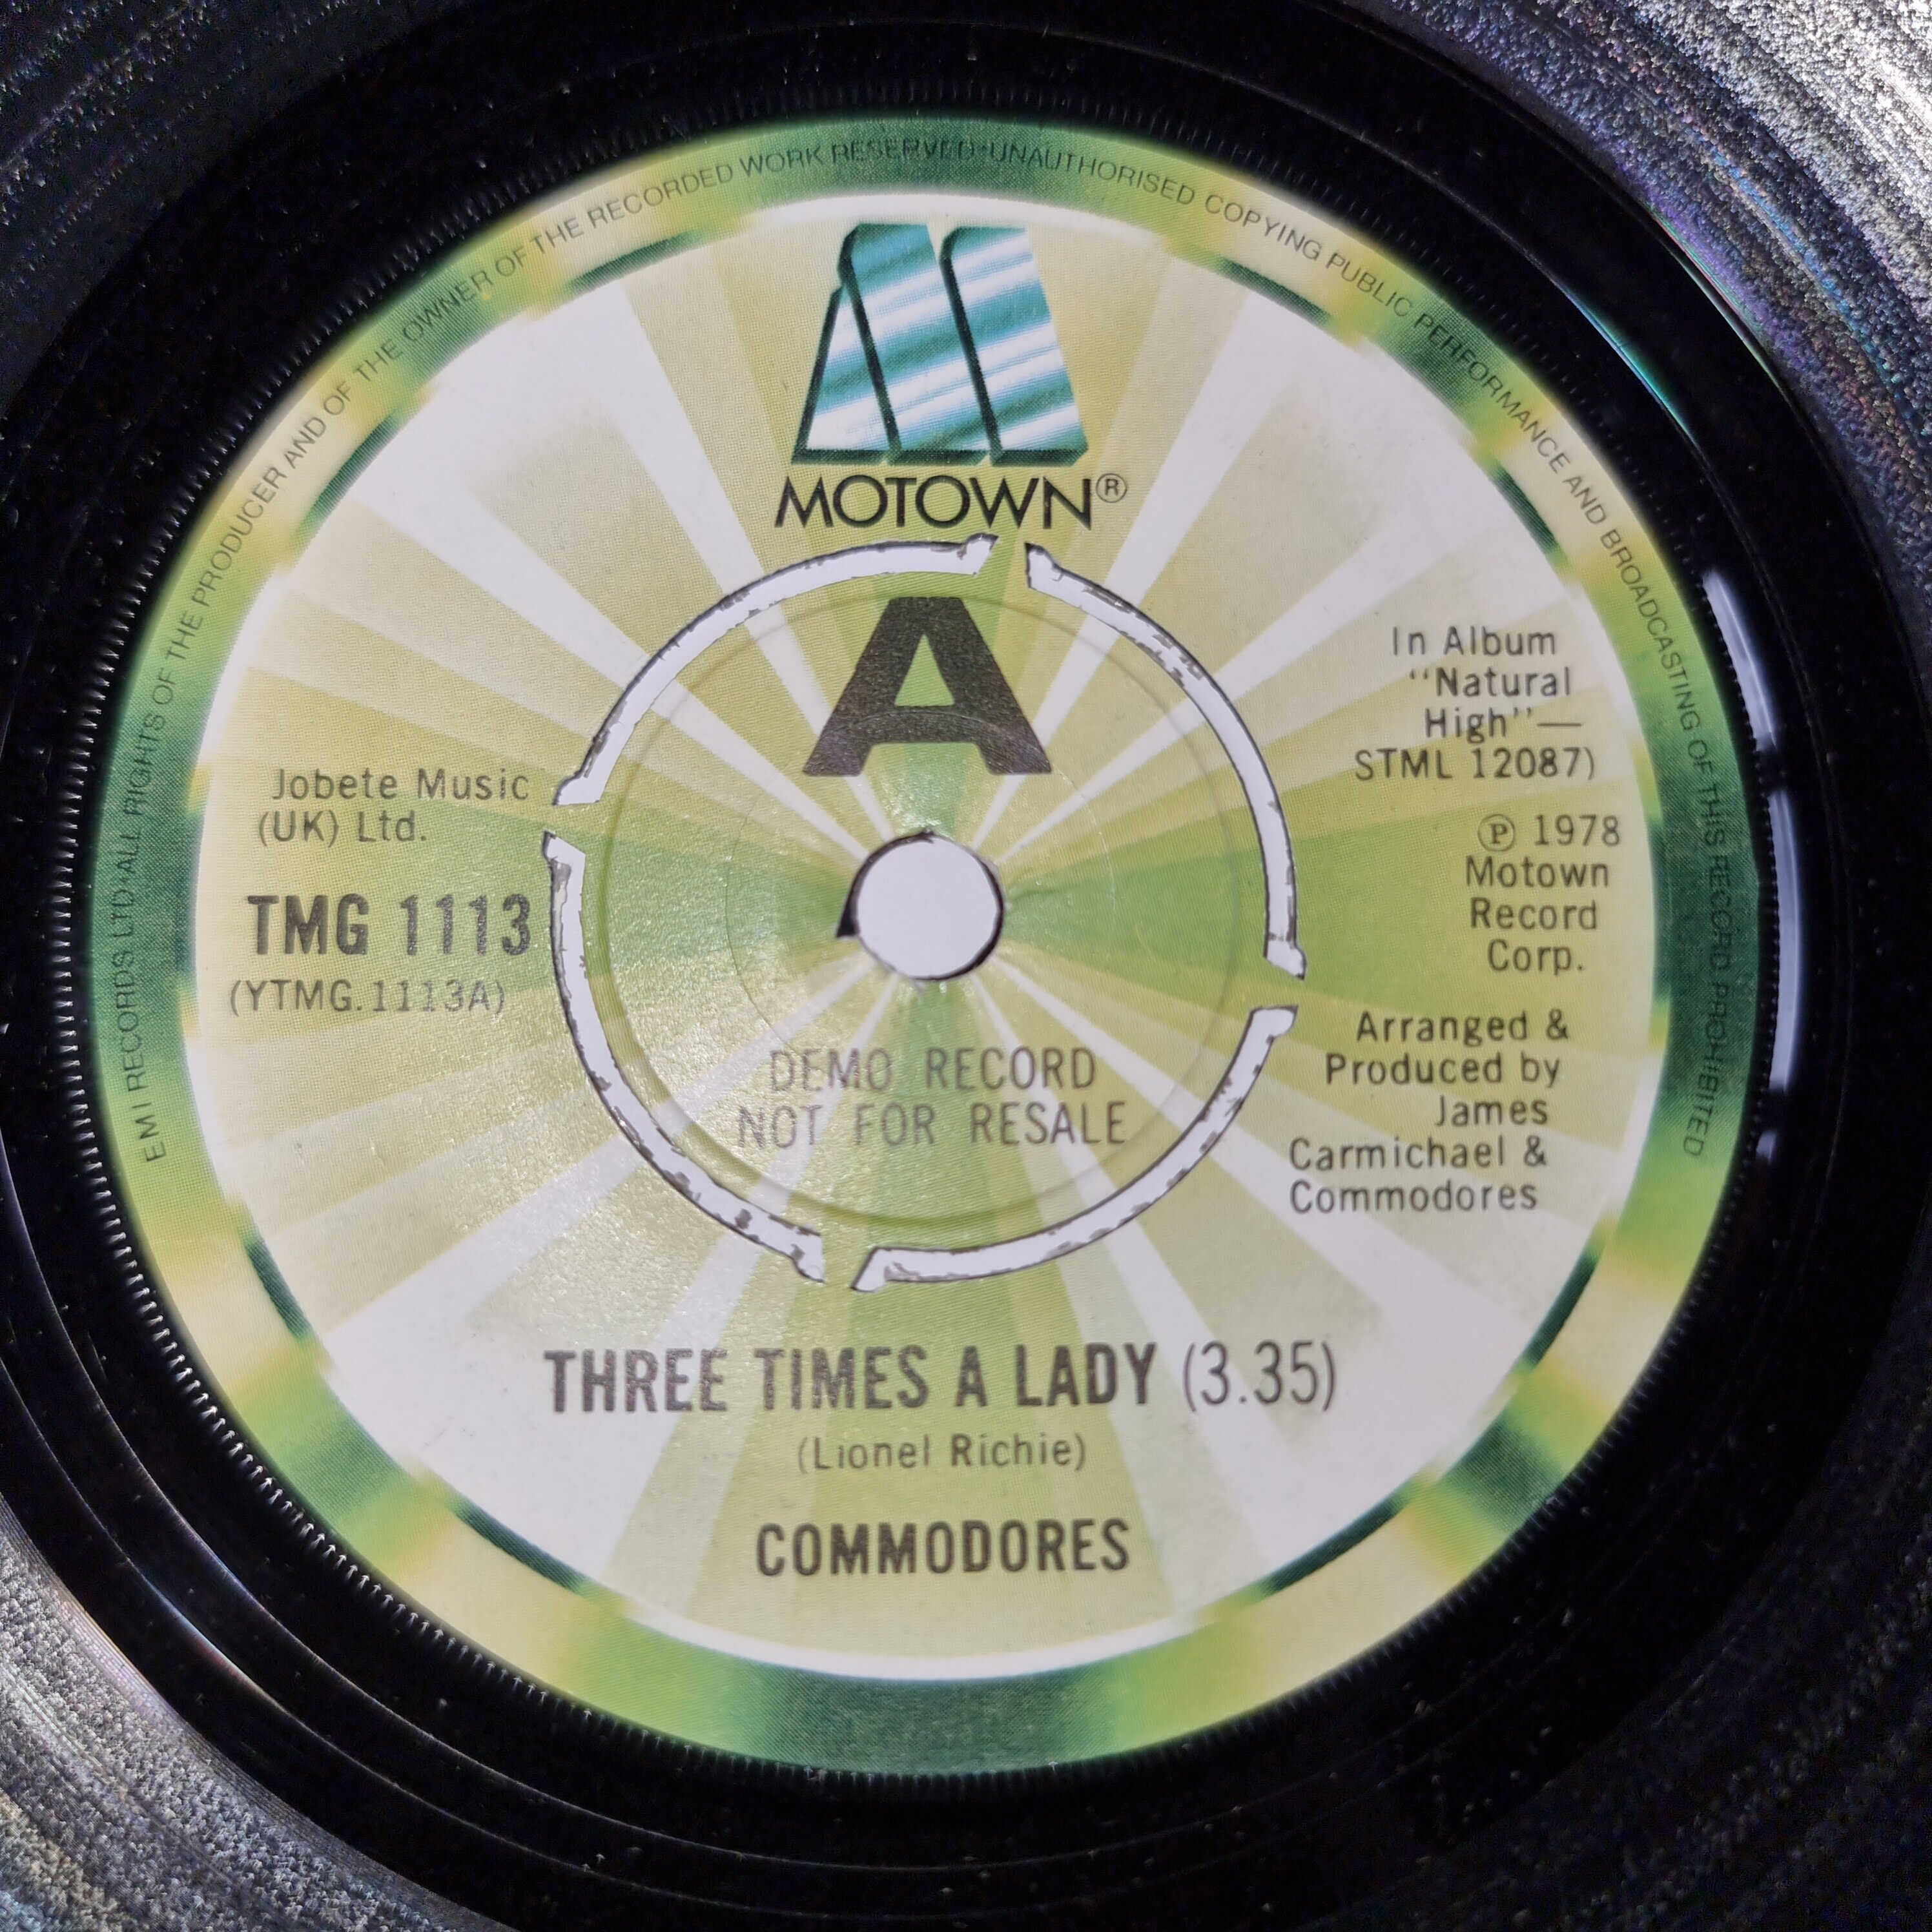 EMI RECORDS LTD·ALL RIGHTS OF THE PRODUCER AND OF THE OWNER OF THE RECORDED WORK RESERVED·UNAUTHORISED COPYING PUBLIC PERFORMANCE AND BROADCASTING OF THIS RECORD PROHIBITED
MOTOWN®
A
In Album
“Natural
High”—
STML 12087)
Jobete Music
(UK) Ltd.
TMG 1113
(YTMG.1113A)
℗ 1978
Motown
Record
Corp.
Arranged &
Produced by
James
Carmichael &
Commodores
DEMO RECORD
NOT FOR RESALE
THREE TIMES A LADY (3.35)
(Lionel Richie)
COMMODORES